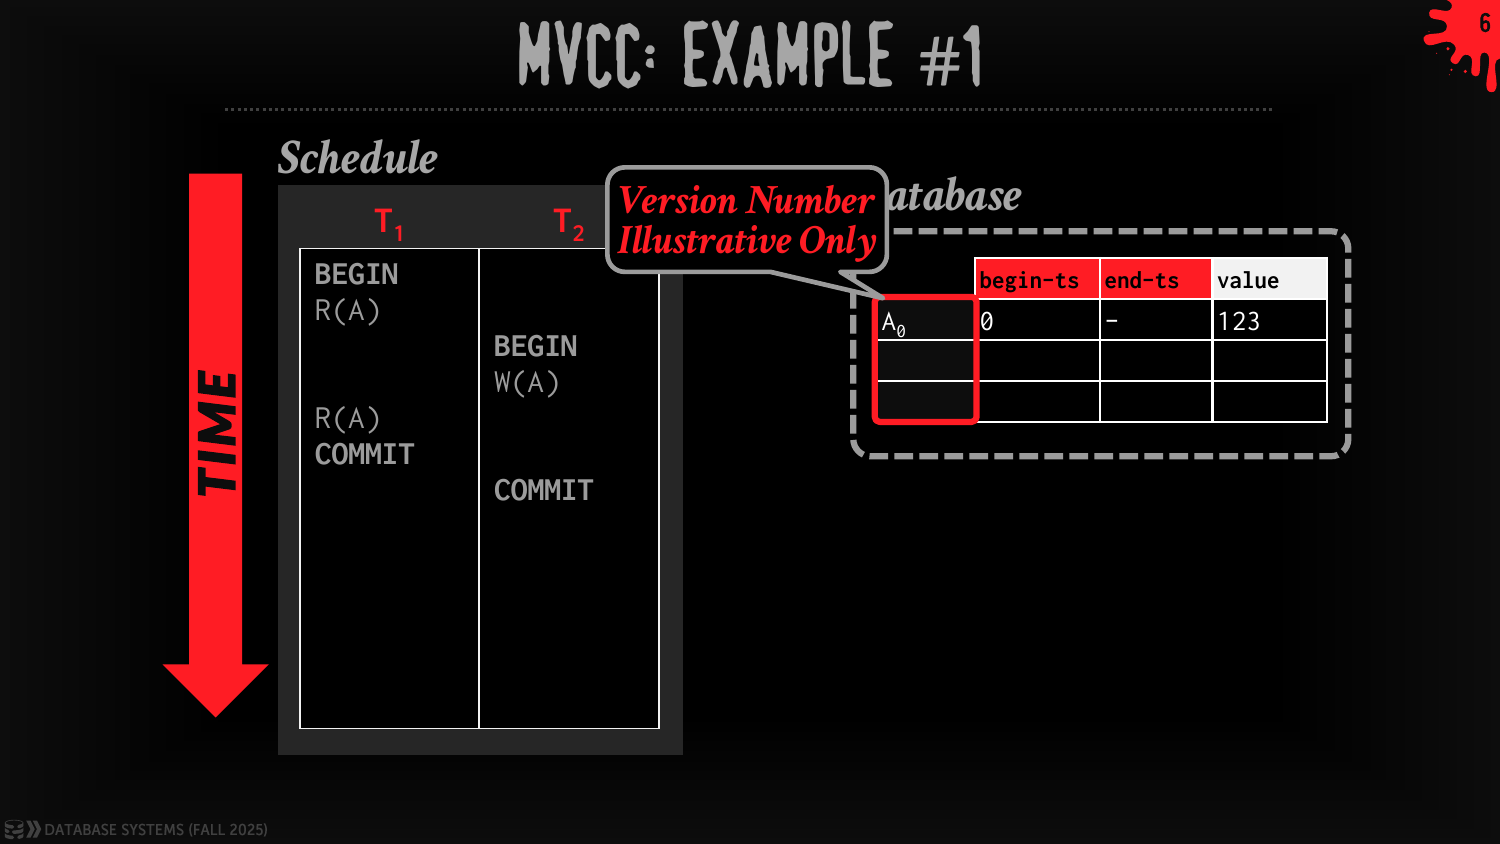 6
MVCC: EXAMPLE #1
Schedule
T1 T2
BEGIN
R(A)
BEGIN
W(A)
R(A)
COMMIT
COMMIT
TIME
Version Number
Illustrative Only
atabase
begin-ts end-ts value
A0 0 – 123
DATABASE SYSTEMS (FALL 2025)